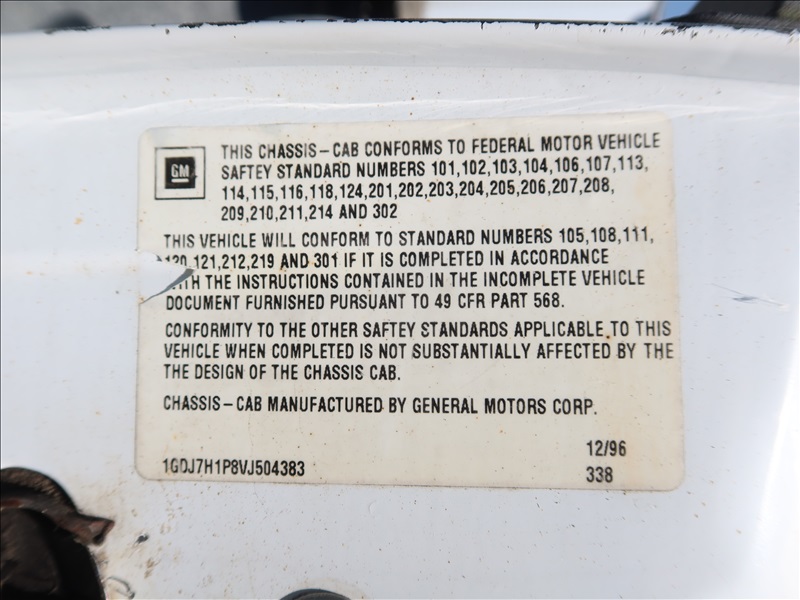 GM
THIS CHASSIS-CAB CONFORMS TO FEDERAL MOTOR VEHICLE
SAFTEY STANDARD NUMBERS 101,102,103,104,106,107,113,
114,115,116,118,124,201,202,203,204,205,206,207,208,
209,210,211,214 AND 302
THIS VEHICLE WILL CONFORM TO STANDARD NUMBERS 105,108,111,
120,121,212,219 AND 301 IF IT IS COMPLETED IN ACCORDANCE
WITH THE INSTRUCTIONS CONTAINED IN THE INCOMPLETE VEHICLE
DOCUMENT FURNISHED PURSUANT TO 49 CFR PART 568.
CONFORMITY TO THE OTHER SAFTEY STANDARDS APPLICABLE TO THIS
VEHICLE WHEN COMPLETED IS NOT SUBSTANTIALLY AFFECTED BY THE
THE DESIGN OF THE CHASSIS CAB.
CHASSIS-CAB MANUFACTURED BY GENERAL MOTORS CORP.
12/96
1GDJ7H1P8VJ504383
338